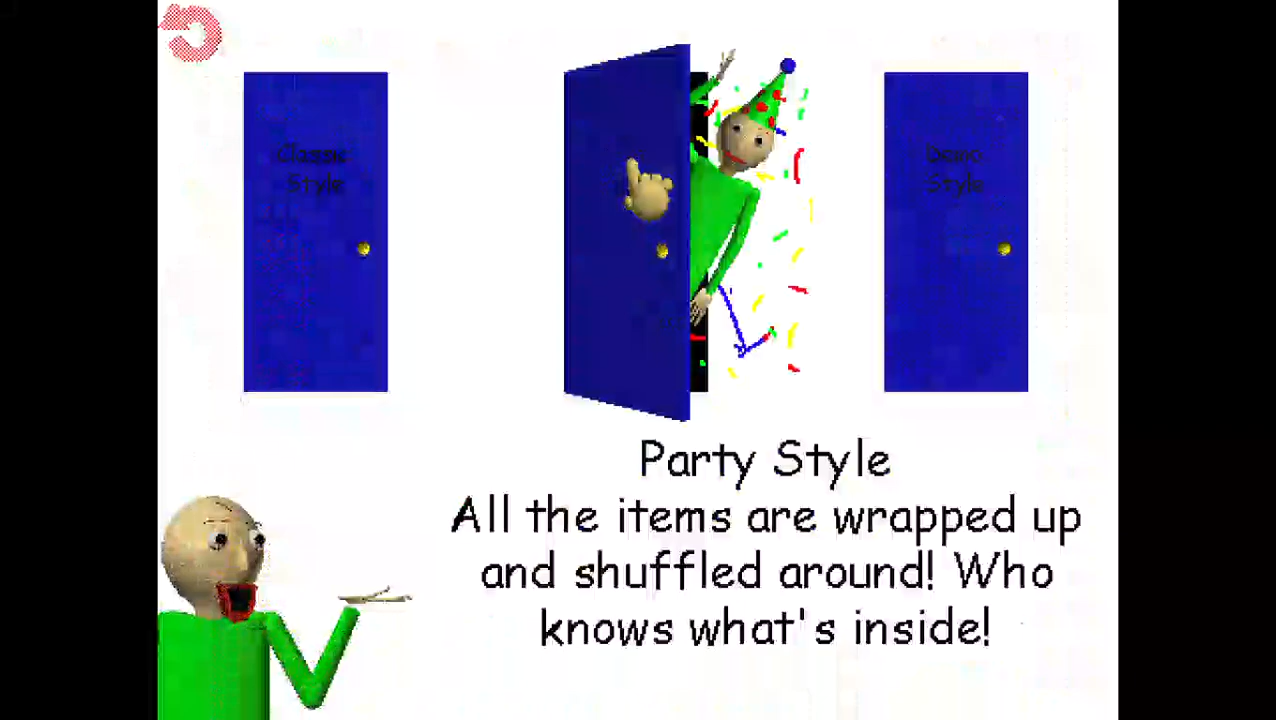 Classic
Style
Demo
Style
Party Style
All the items are wrapped up
and shuffled around! Who
knows what's inside!